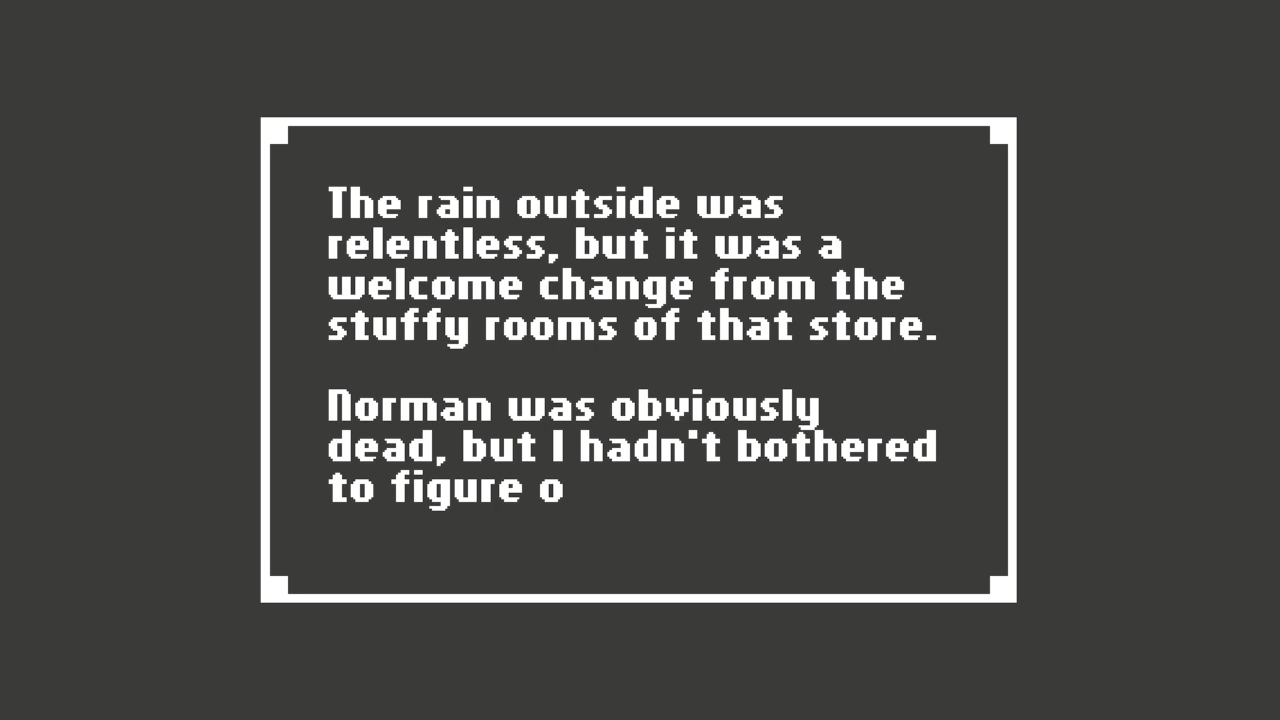 The rain outside was
relentless, but it was a
welcome change from the
stuffy rooms of that store.
Norman was obviously
dead, but I hadn't bothered
to figure o